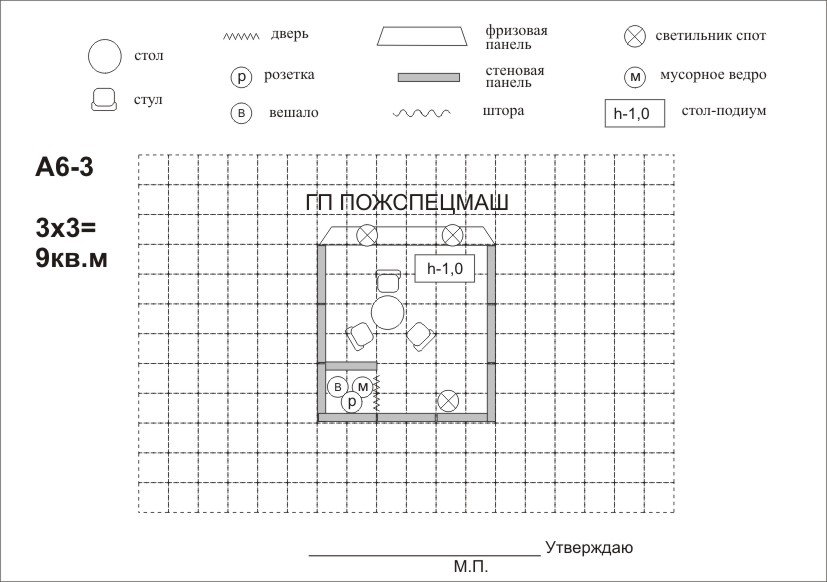 стол
стул
дверь
розетка
вешало
фризовая
панель
стеновая
панель
штора
светильник спот
мусорное ведро
стол-подиум
р
в
м
h-1,0
А6-3
3х3=
9кв.м
ГП ПОЖСПЕЦМАШ
h-1,0
в
м
р
Утверждаю
М.П.